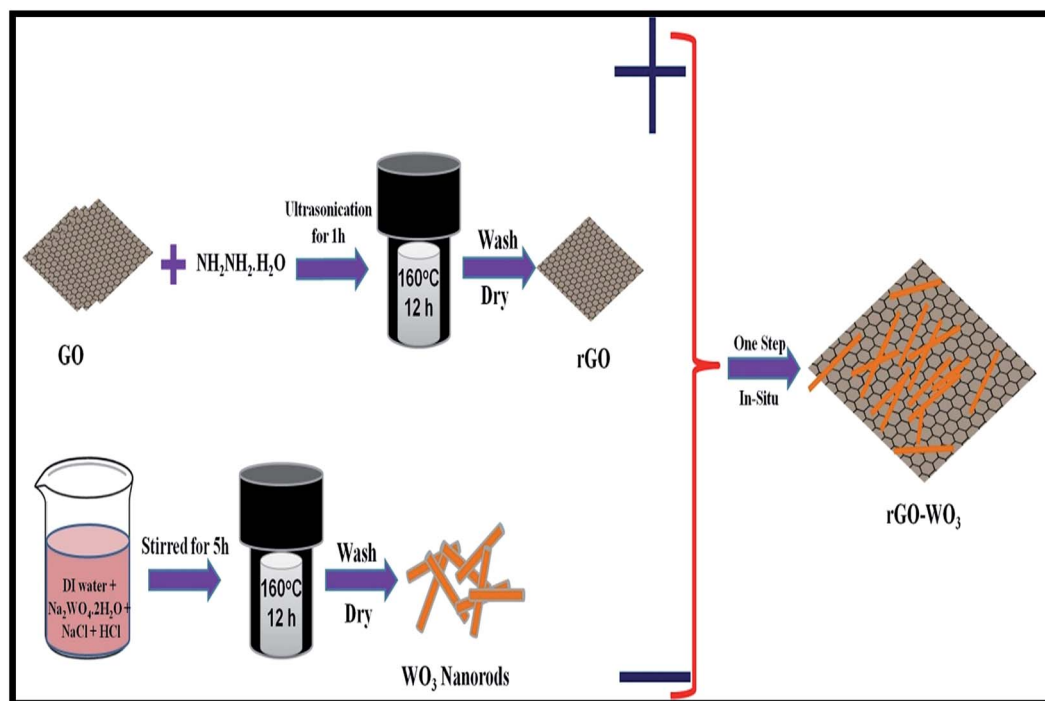 GO
NH₂NH₂.H₂O
Ultrasonication
for 1h
160°C
12 h
Wash
Dry
rGO
DI water +
Na₂WO₄.2H₂O +
NaCl + HCl
Stirred for 5h
160°C
12 h
Wash
Dry
WO₃ Nanorods
One Step
In-Situ
rGO-WO₃